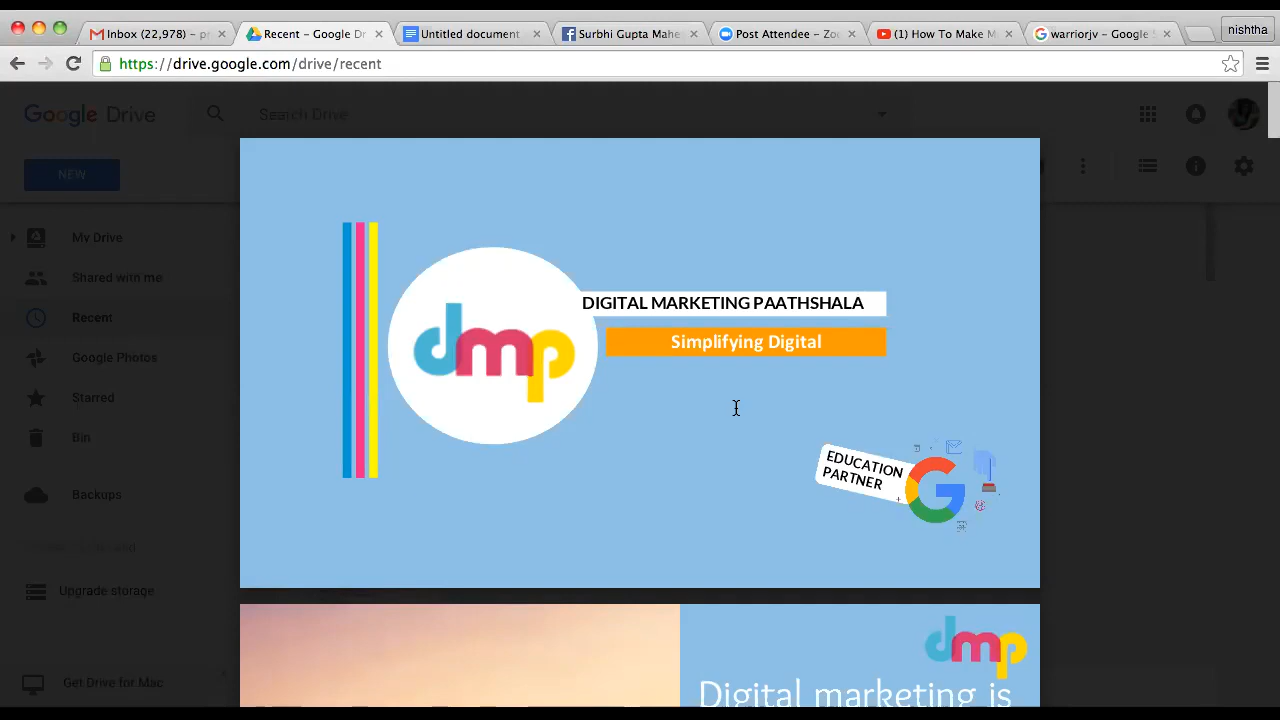 Inbox (22,978) – p
Recent – Google Dr
Untitled document
Surbhi Gupta Mahe
Post Attendee – Zo
(1) How To Make M
warriorjv – Google S
nishtha
https://drive.google.com/drive/recent
Google Drive
Search Drive
NEW
My Drive
Shared with me
Recent
Google Photos
Starred
Bin
Backups
Upgrade storage
Get Drive for Mac
DIGITAL MARKETING PAATHSHALA
Simplifying Digital
dmp
EDUCATION
PARTNER
G
dmp
Digital marketing is